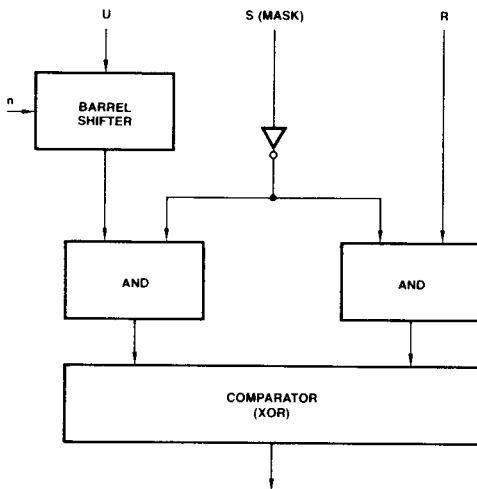 U
S (MASK)
R
n
BARREL
SHIFTER
AND
AND
COMPARATOR
(XOR)